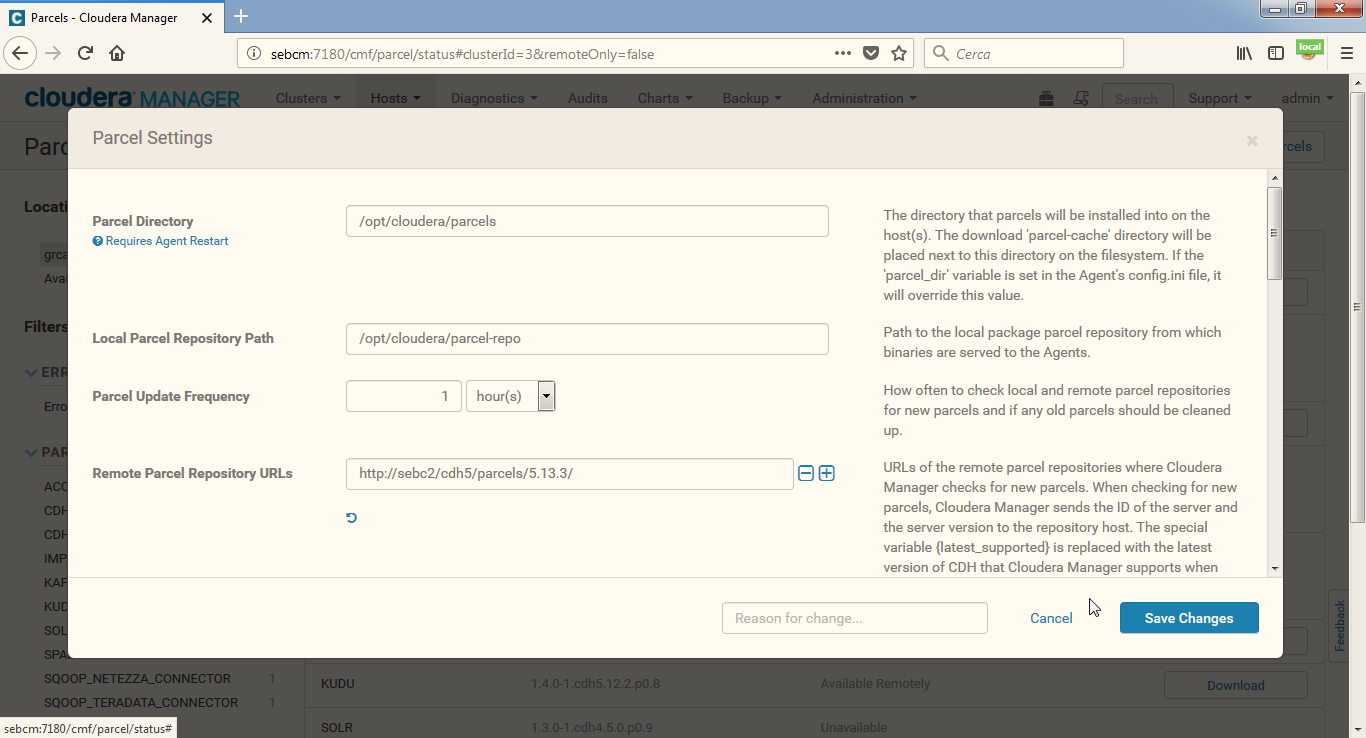 Parcels - Cloudera Manager
sebcm:7180/cmf/parcel/status#clusterId=3&remoteOnly=false
Cerca
local
cloudera MANAGER
Clusters
Hosts
Diagnostics
Audits
Charts
Backup
Administration
Search
Support
admin
Parc
rcels
Parcel Settings
Locati
grca
Avai
Filters
ERR
Erro
PAR
ACC
CDH
CDH
IMP
KAF
KUD
SOL
SPA
SQOOP_NETEZZA_CONNECTOR 1
SQOOP_TERADATA_CONNECTOR 1
Parcel Directory
Requires Agent Restart
/opt/cloudera/parcels
The directory that parcels will be installed into on the
host(s). The download 'parcel-cache' directory will be
placed next to this directory on the filesystem. If the
'parcel_dir' variable is set in the Agent's config.ini file, it
will override this value.
Local Parcel Repository Path
/opt/cloudera/parcel-repo
Path to the local package parcel repository from which
binaries are served to the Agents.
Parcel Update Frequency
1
hour(s)
How often to check local and remote parcel repositories
for new parcels and if any old parcels should be cleaned
up.
Remote Parcel Repository URLs
http://sebc2/cdh5/parcels/5.13.3/
URLs of the remote parcel repositories where Cloudera
Manager checks for new parcels. When checking for new
parcels, Cloudera Manager sends the ID of the server and
the server version to the repository host. The special
variable {latest_supported} is replaced with the latest
version of CDH that Cloudera Manager supports when
Reason for change...
Cancel
Save Changes
Feedback
KUDU 1.4.0-1.cdh5.12.2.p0.8 Available Remotely Download
SOLR 1.3.0-1.cdh4.5.0.p0.9 Unavailable
sebcm:7180/cmf/parcel/status#